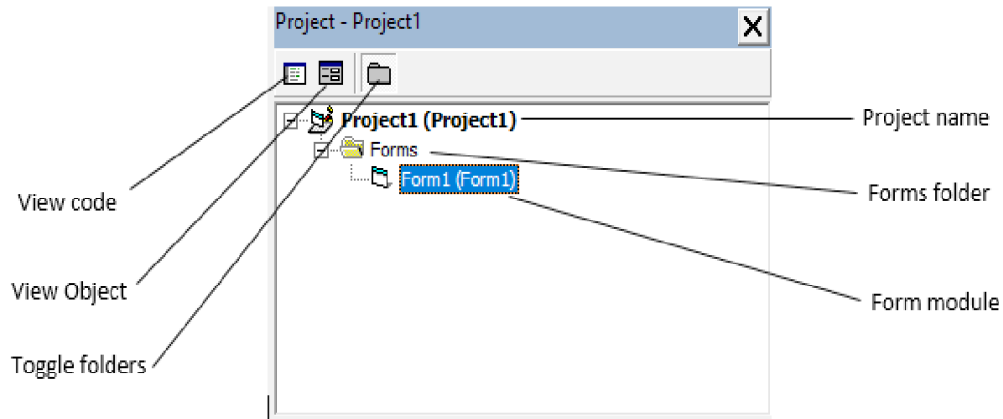 Project - Project1
Project1 (Project1)
Project name
Forms
Form1 (Form1)
Forms folder
View code
View Object
Form module
Toggle folders